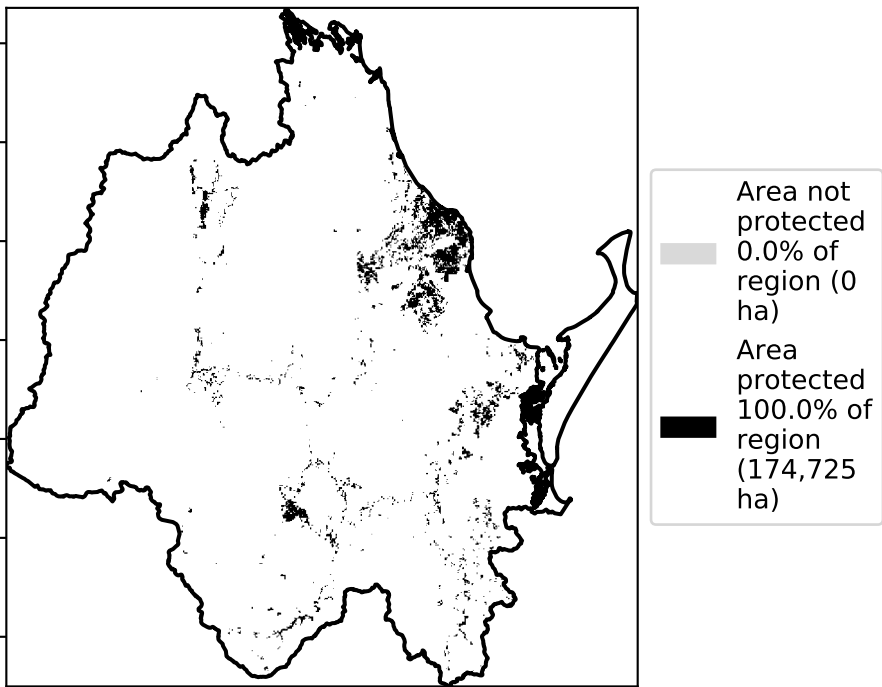 Area not
protected
0.0% of
region (0
ha)
Area
protected
100.0% of
region
(174,725
ha)